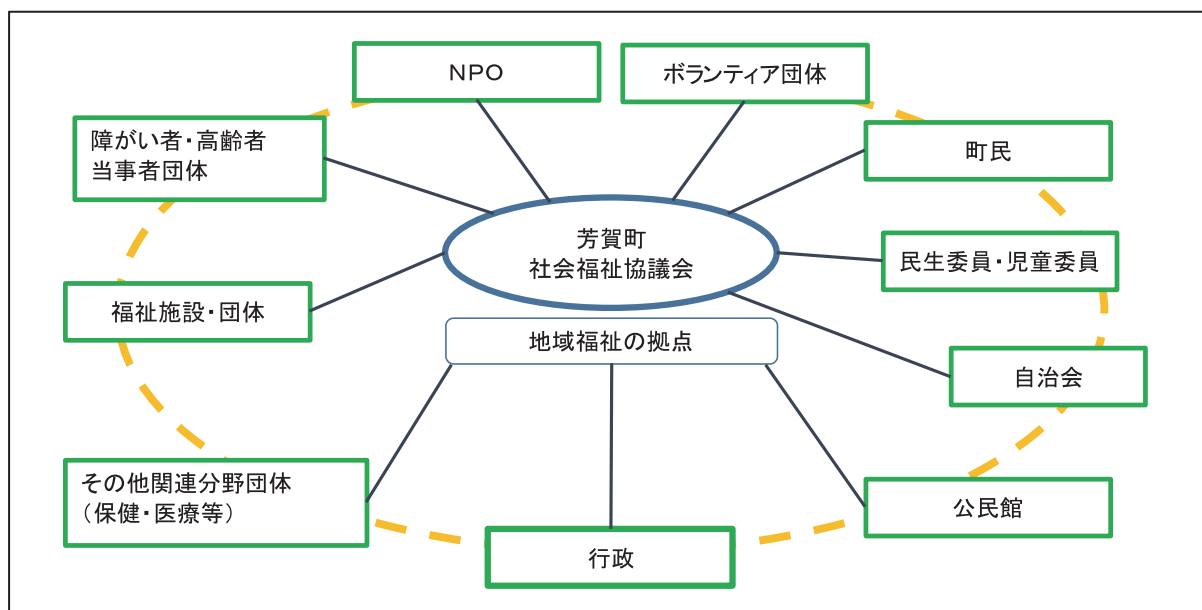 NPO
ボランティア団体
障がい者・高齢者
当事者団体
町民
芳賀町
社会福祉協議会
民生委員・児童委員
福祉施設・団体
地域福祉の拠点
自治会
その他関連分野団体
（保健・医療等）
公民館
行政